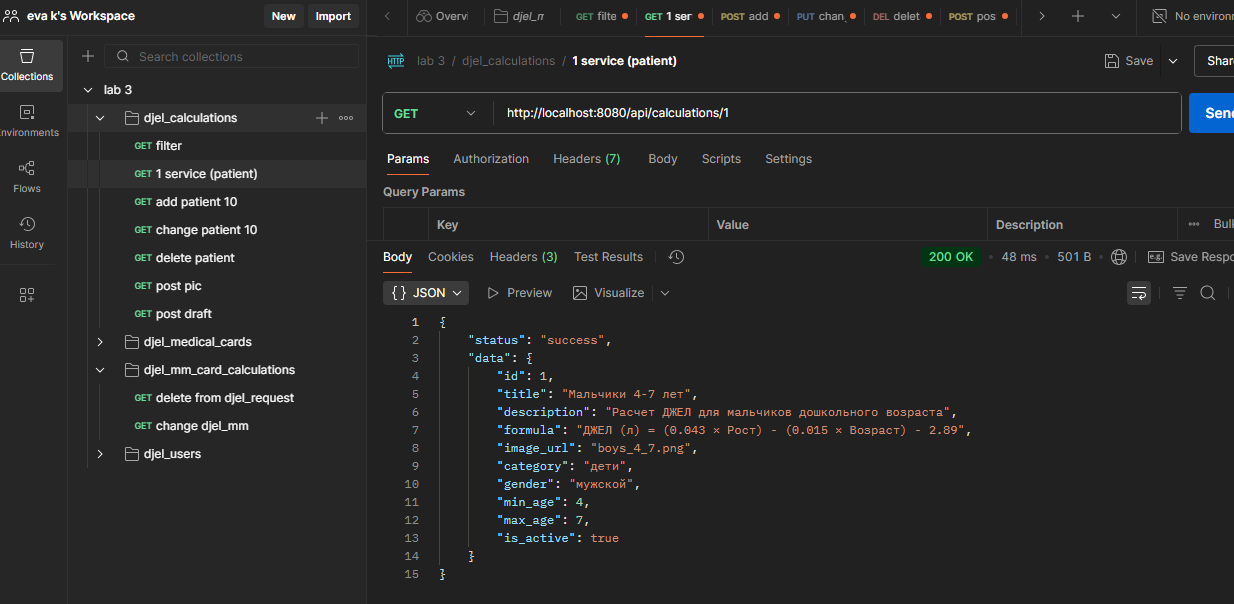 eva k's Workspace
New
Import
Overvi
djel_m
GET filte
GET 1 ser
POST add
PUT chan
DEL delet
POST pos
No environ
Collections
Environments
Flows
History
Search collections
lab 3
djel_calculations
GET filter
GET 1 service (patient)
GET add patient 10
GET change patient 10
GET delete patient
GET post pic
GET post draft
djel_medical_cards
djel_mm_card_calculations
GET delete from djel_request
GET change djel_mm
djel_users
HTTP lab 3 / djel_calculations / 1 service (patient)
Save
Shar
GET
http://localhost:8080/api/calculations/1
Send
Params Authorization Headers (7) Body Scripts Settings
Query Params
Key Value Description Bulk
Body Cookies Headers (3) Test Results
200 OK • 48 ms • 501 B • e.g. Save Respo
{} JSON Preview Visualize
1 {
2 "status": "success",
3 "data": {
4 "id": 1,
5 "title": "Мальчики 4-7 лет",
6 "description": "Расчет ДЖЕЛ для мальчиков дошкольного возраста",
7 "formula": "ДЖЕЛ (л) = (0.043 × Рост) - (0.015 × Возраст) - 2.89",
8 "image_url": "boys_4_7.png",
9 "category": "дети",
10 "gender": "мужской",
11 "min_age": 4,
12 "max_age": 7,
13 "is_active": true
14 }
15 }